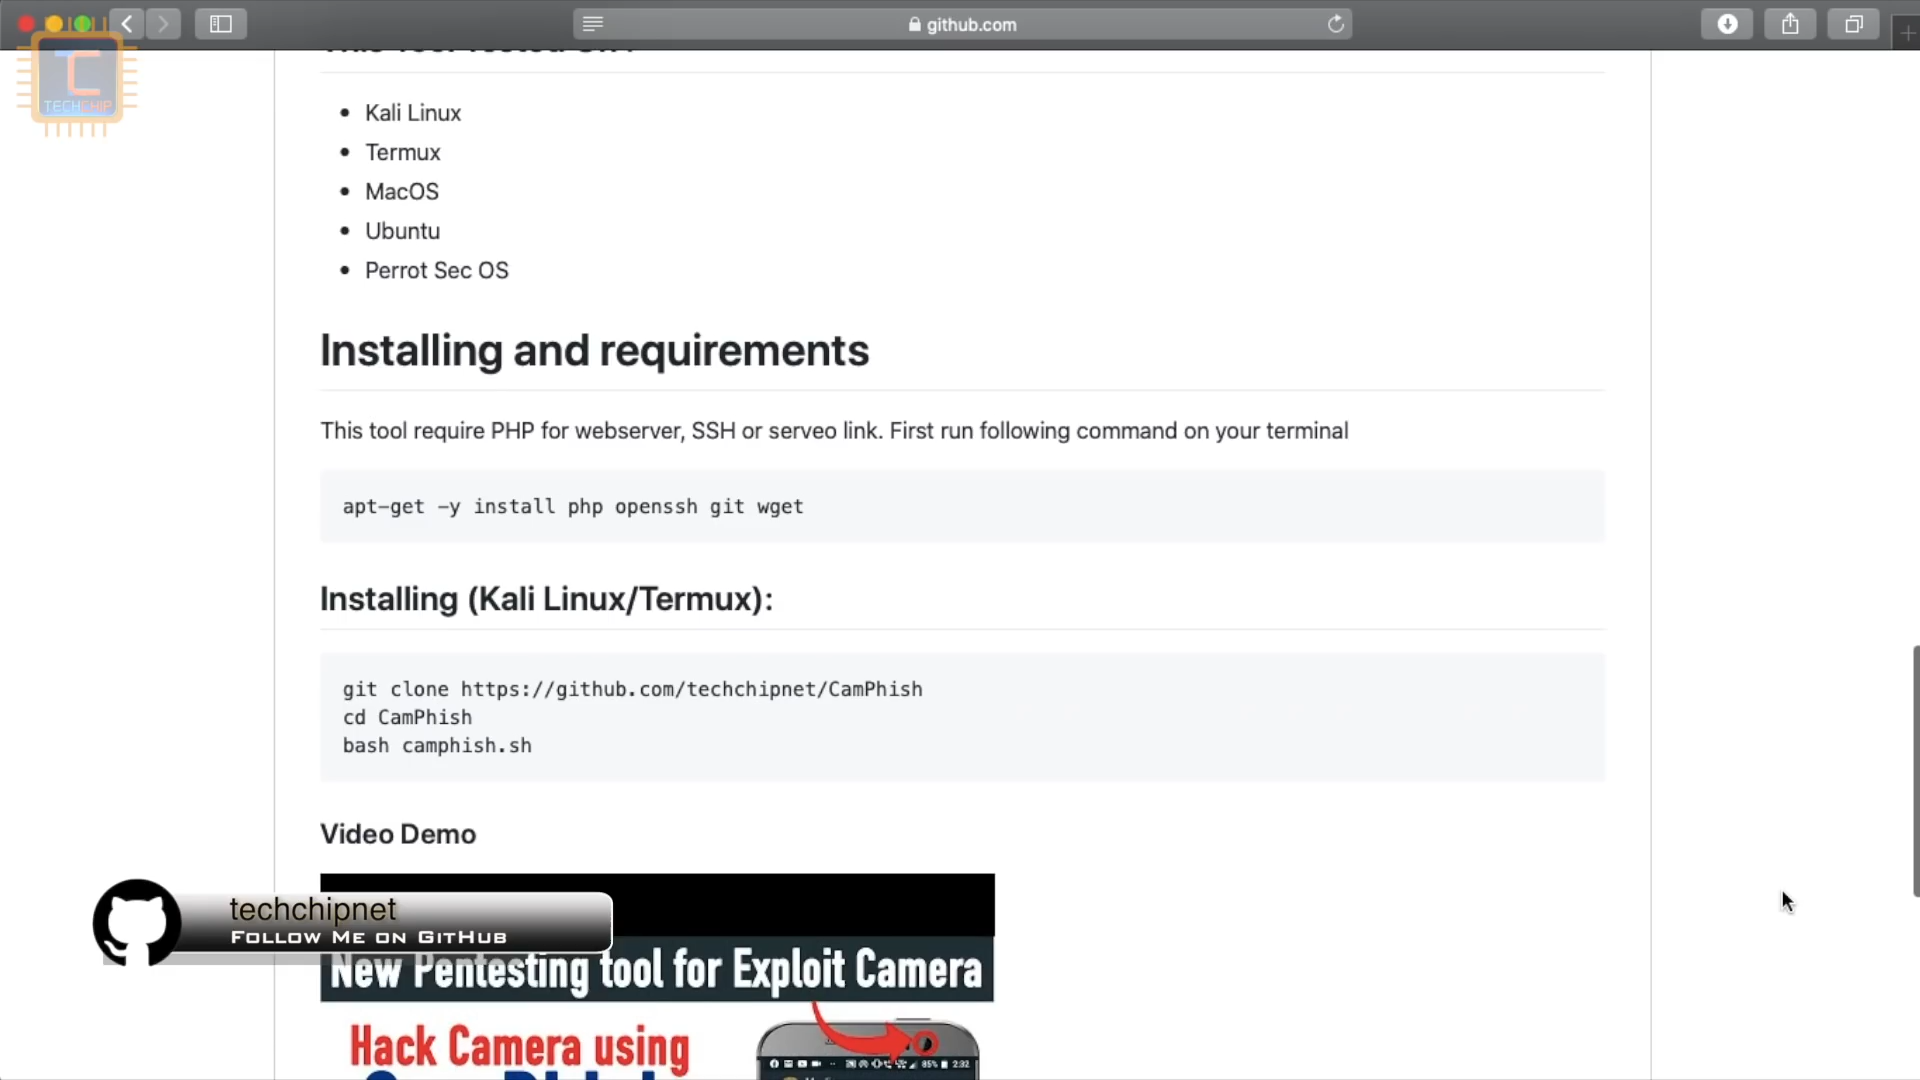 github.com
TECHCHIP
Kali Linux
Termux
MacOS
Ubuntu
Perrot Sec OS
Installing and requirements
This tool require PHP for webserver, SSH or serveo link. First run following command on your terminal
apt-get -y install php openssh git wget
Installing (Kali Linux/Termux):
git clone https://github.com/techchipnet/CamPhish
cd CamPhish
bash camphish.sh
Video Demo
techchipnet
Follow Me on GitHub
New Pentesting tool for Exploit Camera
Hack Camera using
85% 2:32